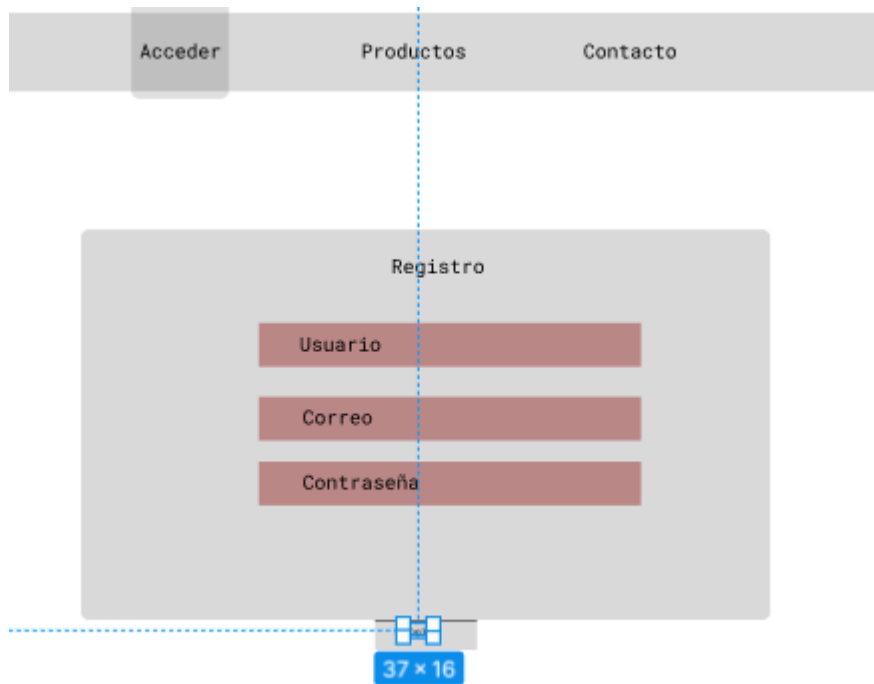 Acceder Productos Contacto
Registro
Usuario
Correo
Contraseña
37 × 16